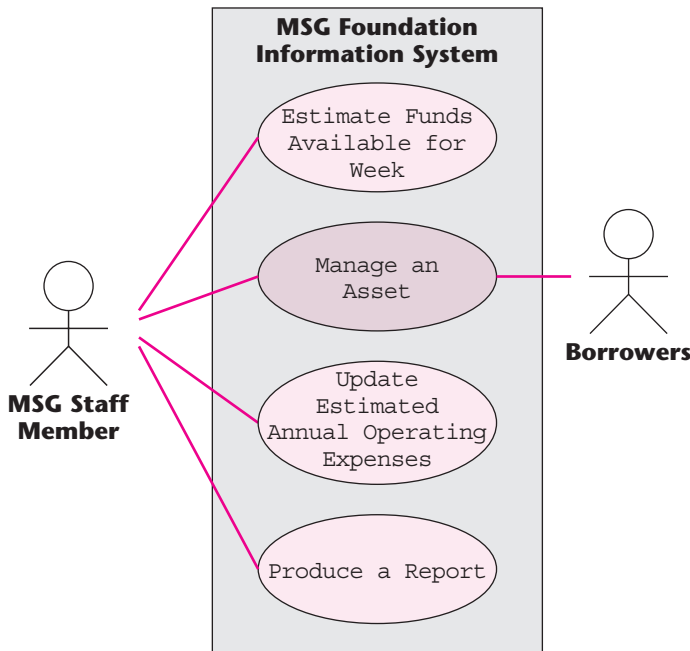 MSG Foundation
Information System
Estimate Funds
Available for
Week
Manage an
Asset
Borrowers
Update
Estimated
Annual Operating
Expenses
MSG Staff
Member
Produce a Report